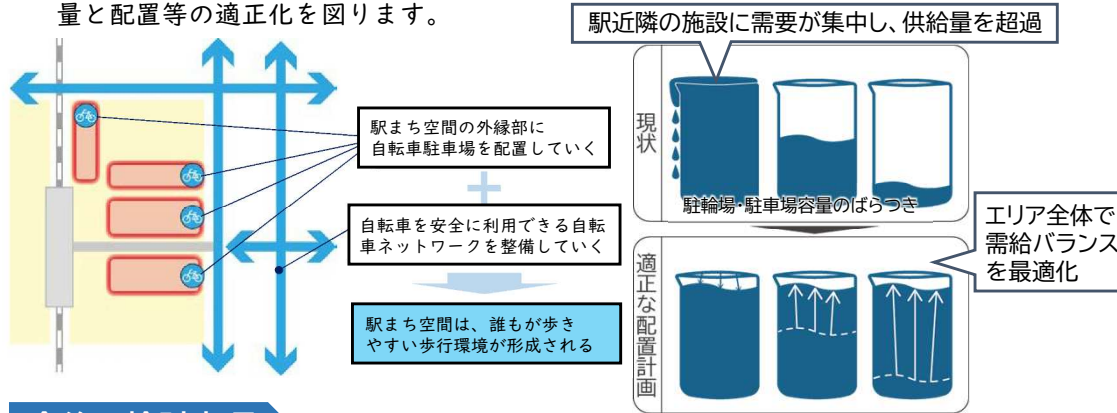 量と配置等の適正化を図ります。
駅まち空間の外縁部に
自転車駐車場を配置していく
自転車を安全に利用できる自転
車ネットワークを整備していく
駅まち空間は、誰もが歩き
やすい歩行環境が形成される
駅近隣の施設に需要が集中し、供給量を超過
現状
駐輪場・駐車場容量のばらつき
適正な配置計画
エリア全体で
需給バランス
を最適化